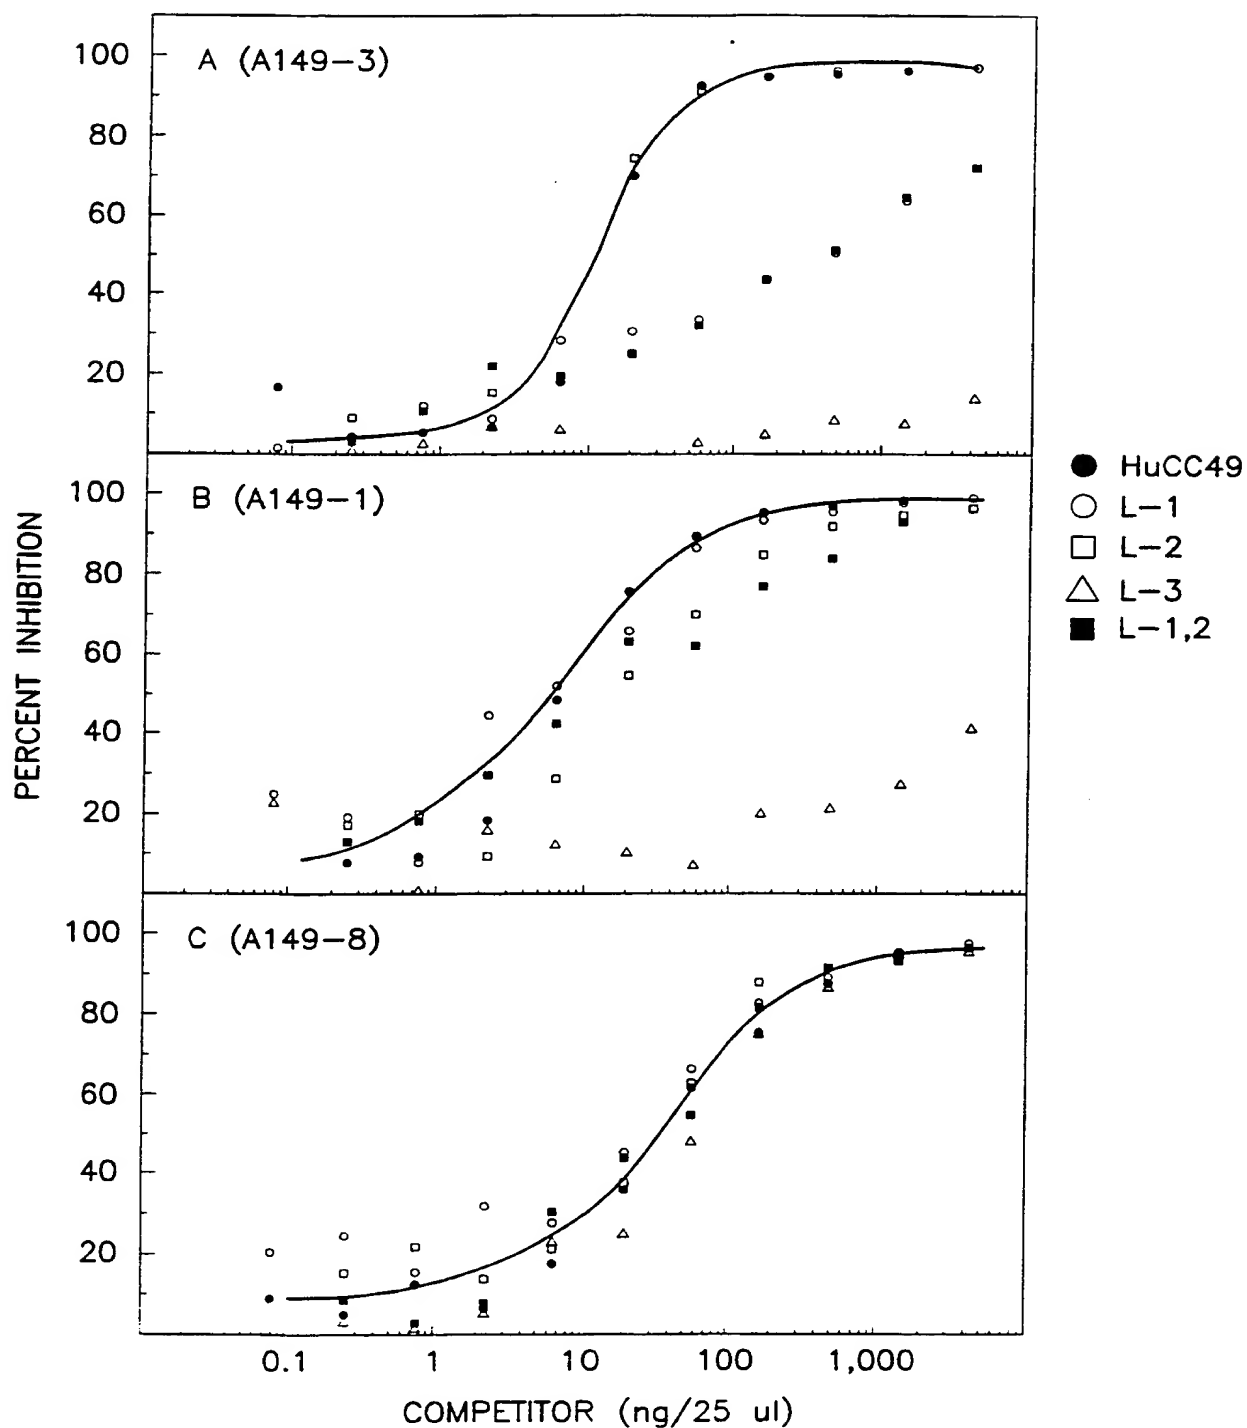 A (A149-3)
100
80
60
40
20
B (A149-1)
100
80
60
40
20
C (A149-8)
100
80
60
40
20
PERCENT INHIBITION
0.1 1 10 100 1,000
COMPETITOR (ng/25 ul)
HuCC49
L-1
L-2
L-3
L-1,2